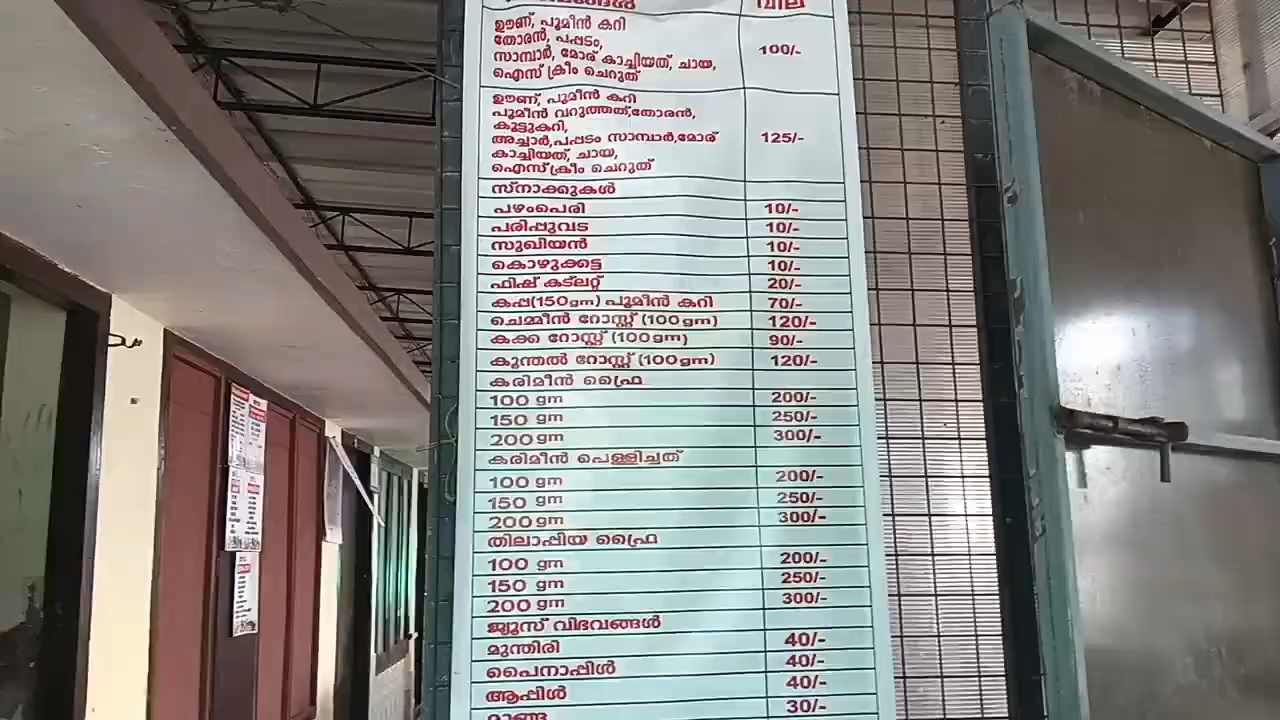 വില
ഊണ്, പൂമീൻ കറി
തോരൻ, പപ്പടം,
സാമ്പാർ, മോര് കാച്ചിയത്, ചായ,
ഐസ് ക്രീം ചെറുത്
100/-
ഊണ്, പൂമീൻ കറി
പൂമീൻ വറുത്തത്,തോരൻ,
കൂട്ടുകറി,
അച്ചാർ,പപ്പടം സാമ്പാർ,മോര്
കാച്ചിയത്, ചായ,
ഐസ്ക്രീം ചെറുത്
125/-
സ്നാക്കുകൾ
പഴംപൊരി 10/-
പരിപ്പുവട 10/-
സുഖിയൻ 10/-
കൊഴുക്കട്ട 10/-
ഫിഷ് കട്ലറ്റ് 20/-
കപ്പ(150gm) പൂമീൻ കറി 70/-
ചെമ്മീൻ റോസ്റ്റ് (100gm) 120/-
കക്ക റോസ്റ്റ് (100gm) 90/-
കൂന്തൽ റോസ്റ്റ് (100gm) 120/-
കരിമീൻ ഫ്രൈ
100 gm 200/-
150 gm 250/-
200 gm 300/-
കരിമീൻ പൊള്ളിച്ചത്
100 gm 200/-
150 gm 250/-
200 gm 300/-
തിലാപ്പിയ ഫ്രൈ
100 gm 200/-
150 gm 250/-
200 gm 300/-
ജ്യൂസ് വിഭവങ്ങൾ
മുന്തിരി 40/-
പൈനാപ്പിൾ 40/-
ആപ്പിൾ 40/-
മാങ്ങ 30/-